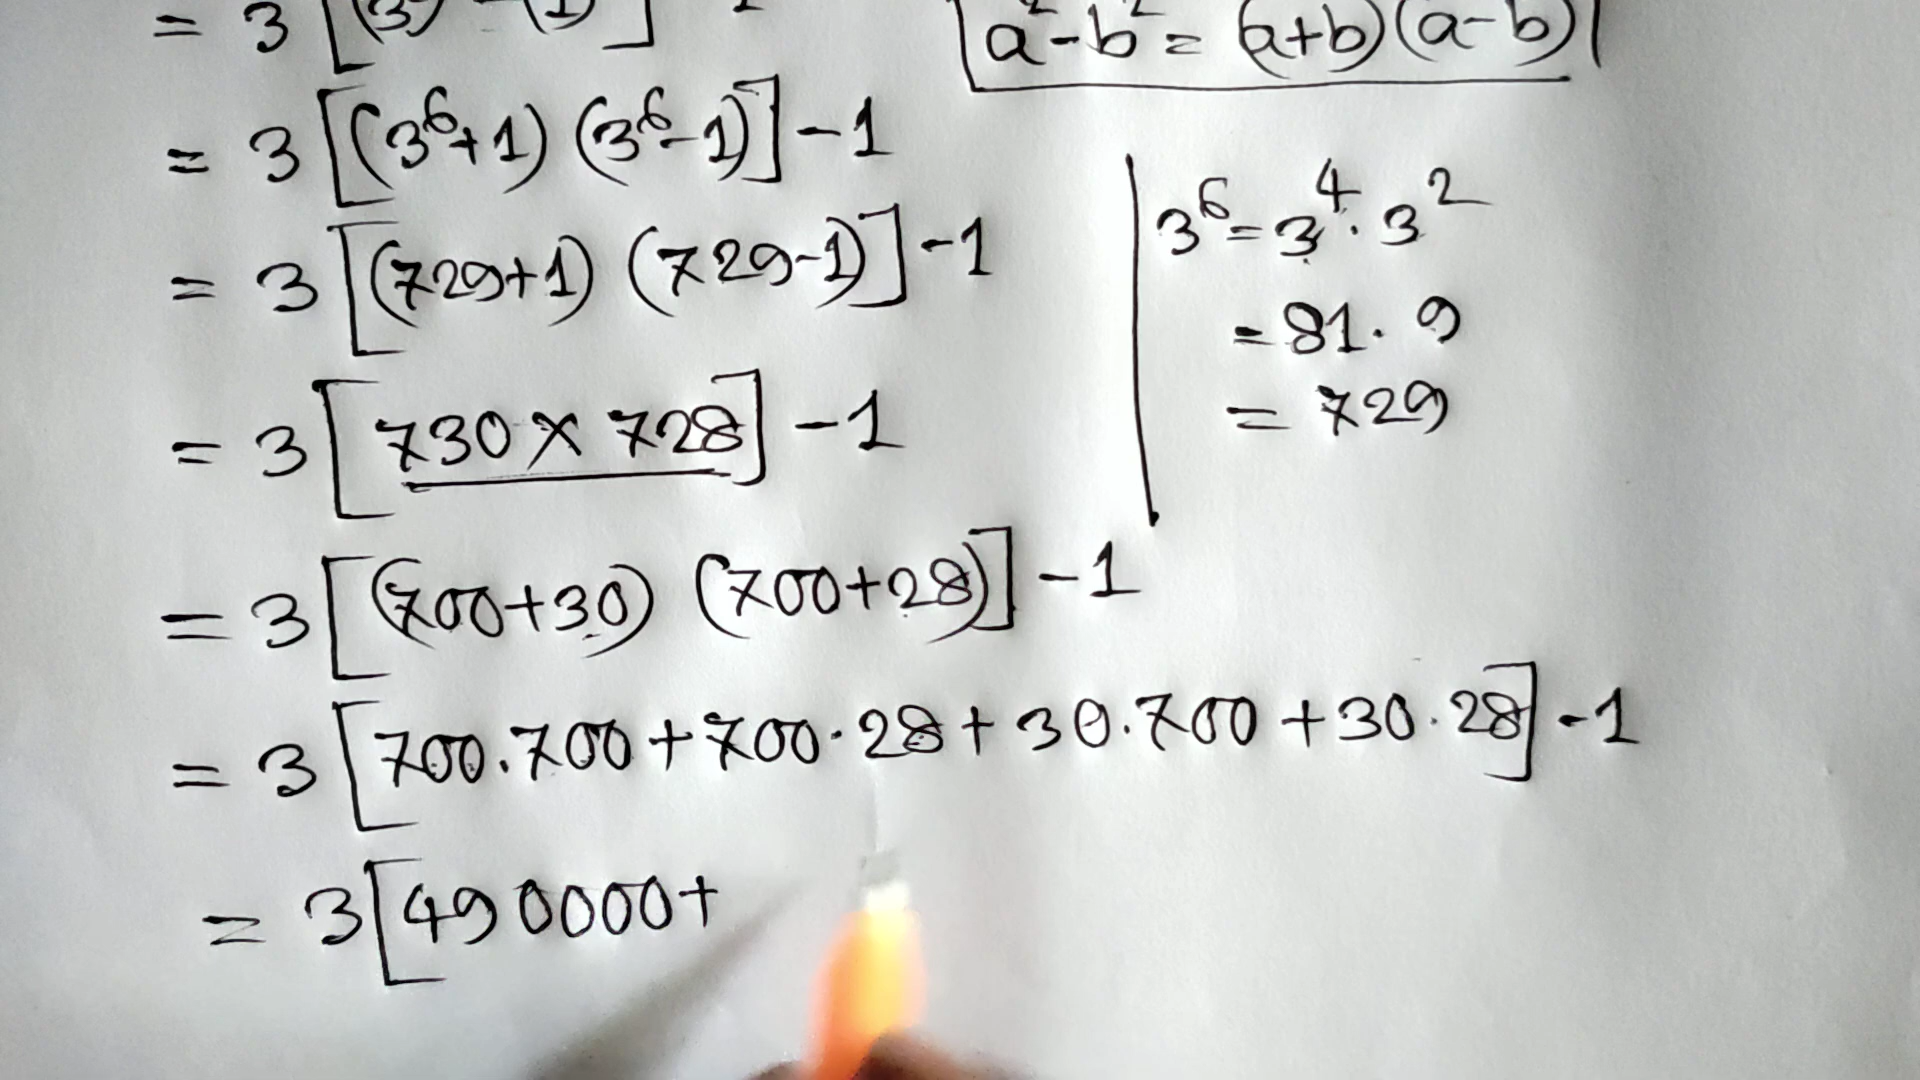 = 3 [(3) - (1)]
a²-b² = (a+b)(a-b)
= 3 [(3⁶+1) (3⁶-1)] -1
= 3 [(729+1) (729-1)] -1
= 3 [730 × 728] -1
= 3 [(700+30) (700+28)] -1
= 3 [700.700+700.28+30.700+30.28] -1
= 3 [490000+
3⁶ = 3⁴. 3²
= 81. 9
= 729